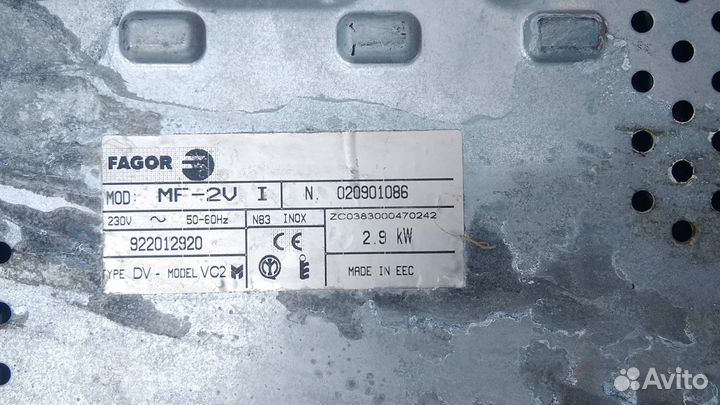 FAGOR
MOD: MF-2V I N. 020901086
230V ~ 50-60Hz N83 INOX ZC0383000470242
922012920 CE 2.9 kW
TYPE DV - MODEL VC2 M MADE IN EEC
Avito